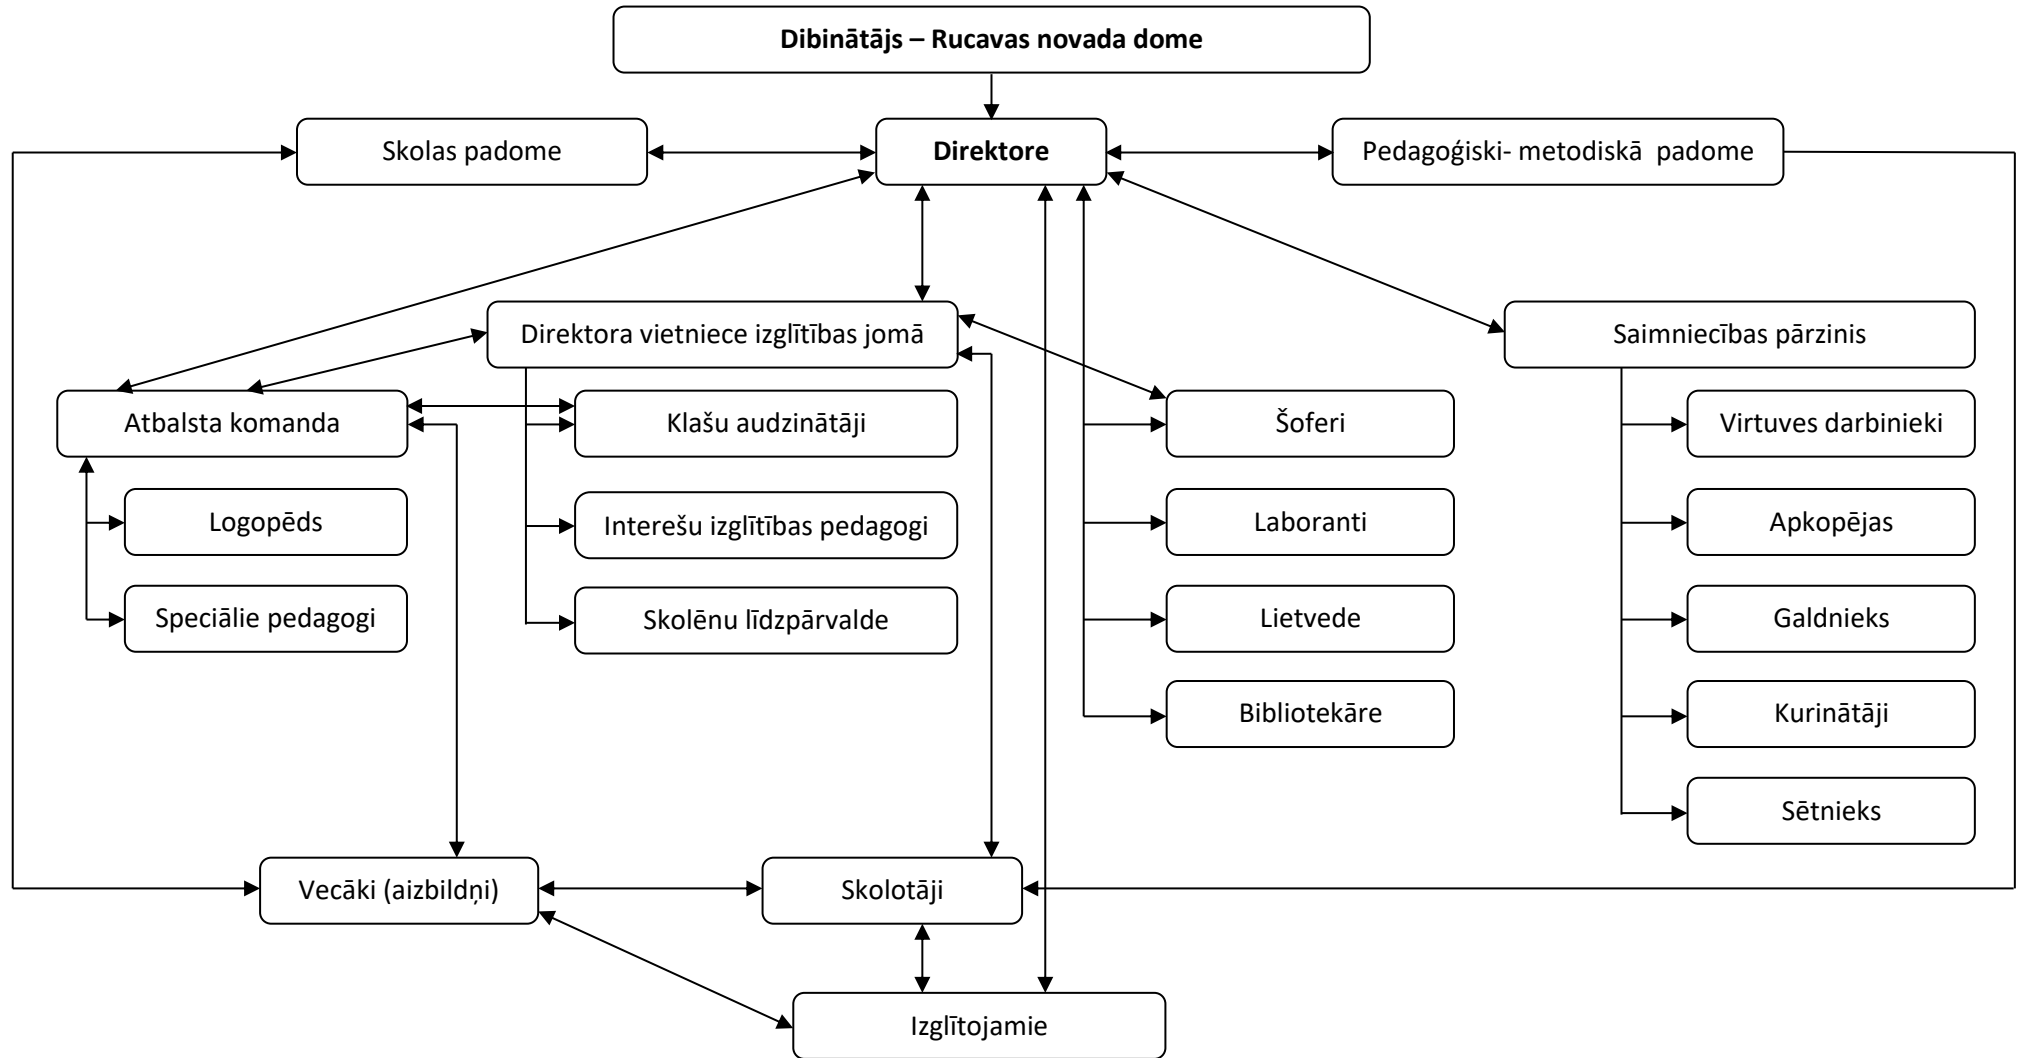 Dibinātājs – Rucavas novada dome
Skolas padome
Direktore
Pedagoģiski- metodiskā  padome
Direktora vietniece izglītības jomā
Saimniecības pārzinis
Atbalsta komanda
Klašu audzinātāji
Šoferi
Virtuves darbinieki
Logopēds
Interešu izglītības pedagogi
Laboranti
Apkopējas
Speciālie pedagogi
Skolēnu līdzpārvalde
Lietvede
Galdnieks
Bibliotekāre
Kurinātāji
Sētnieks
Vecāki (aizbildņi)
Skolotāji
Izglītojamie